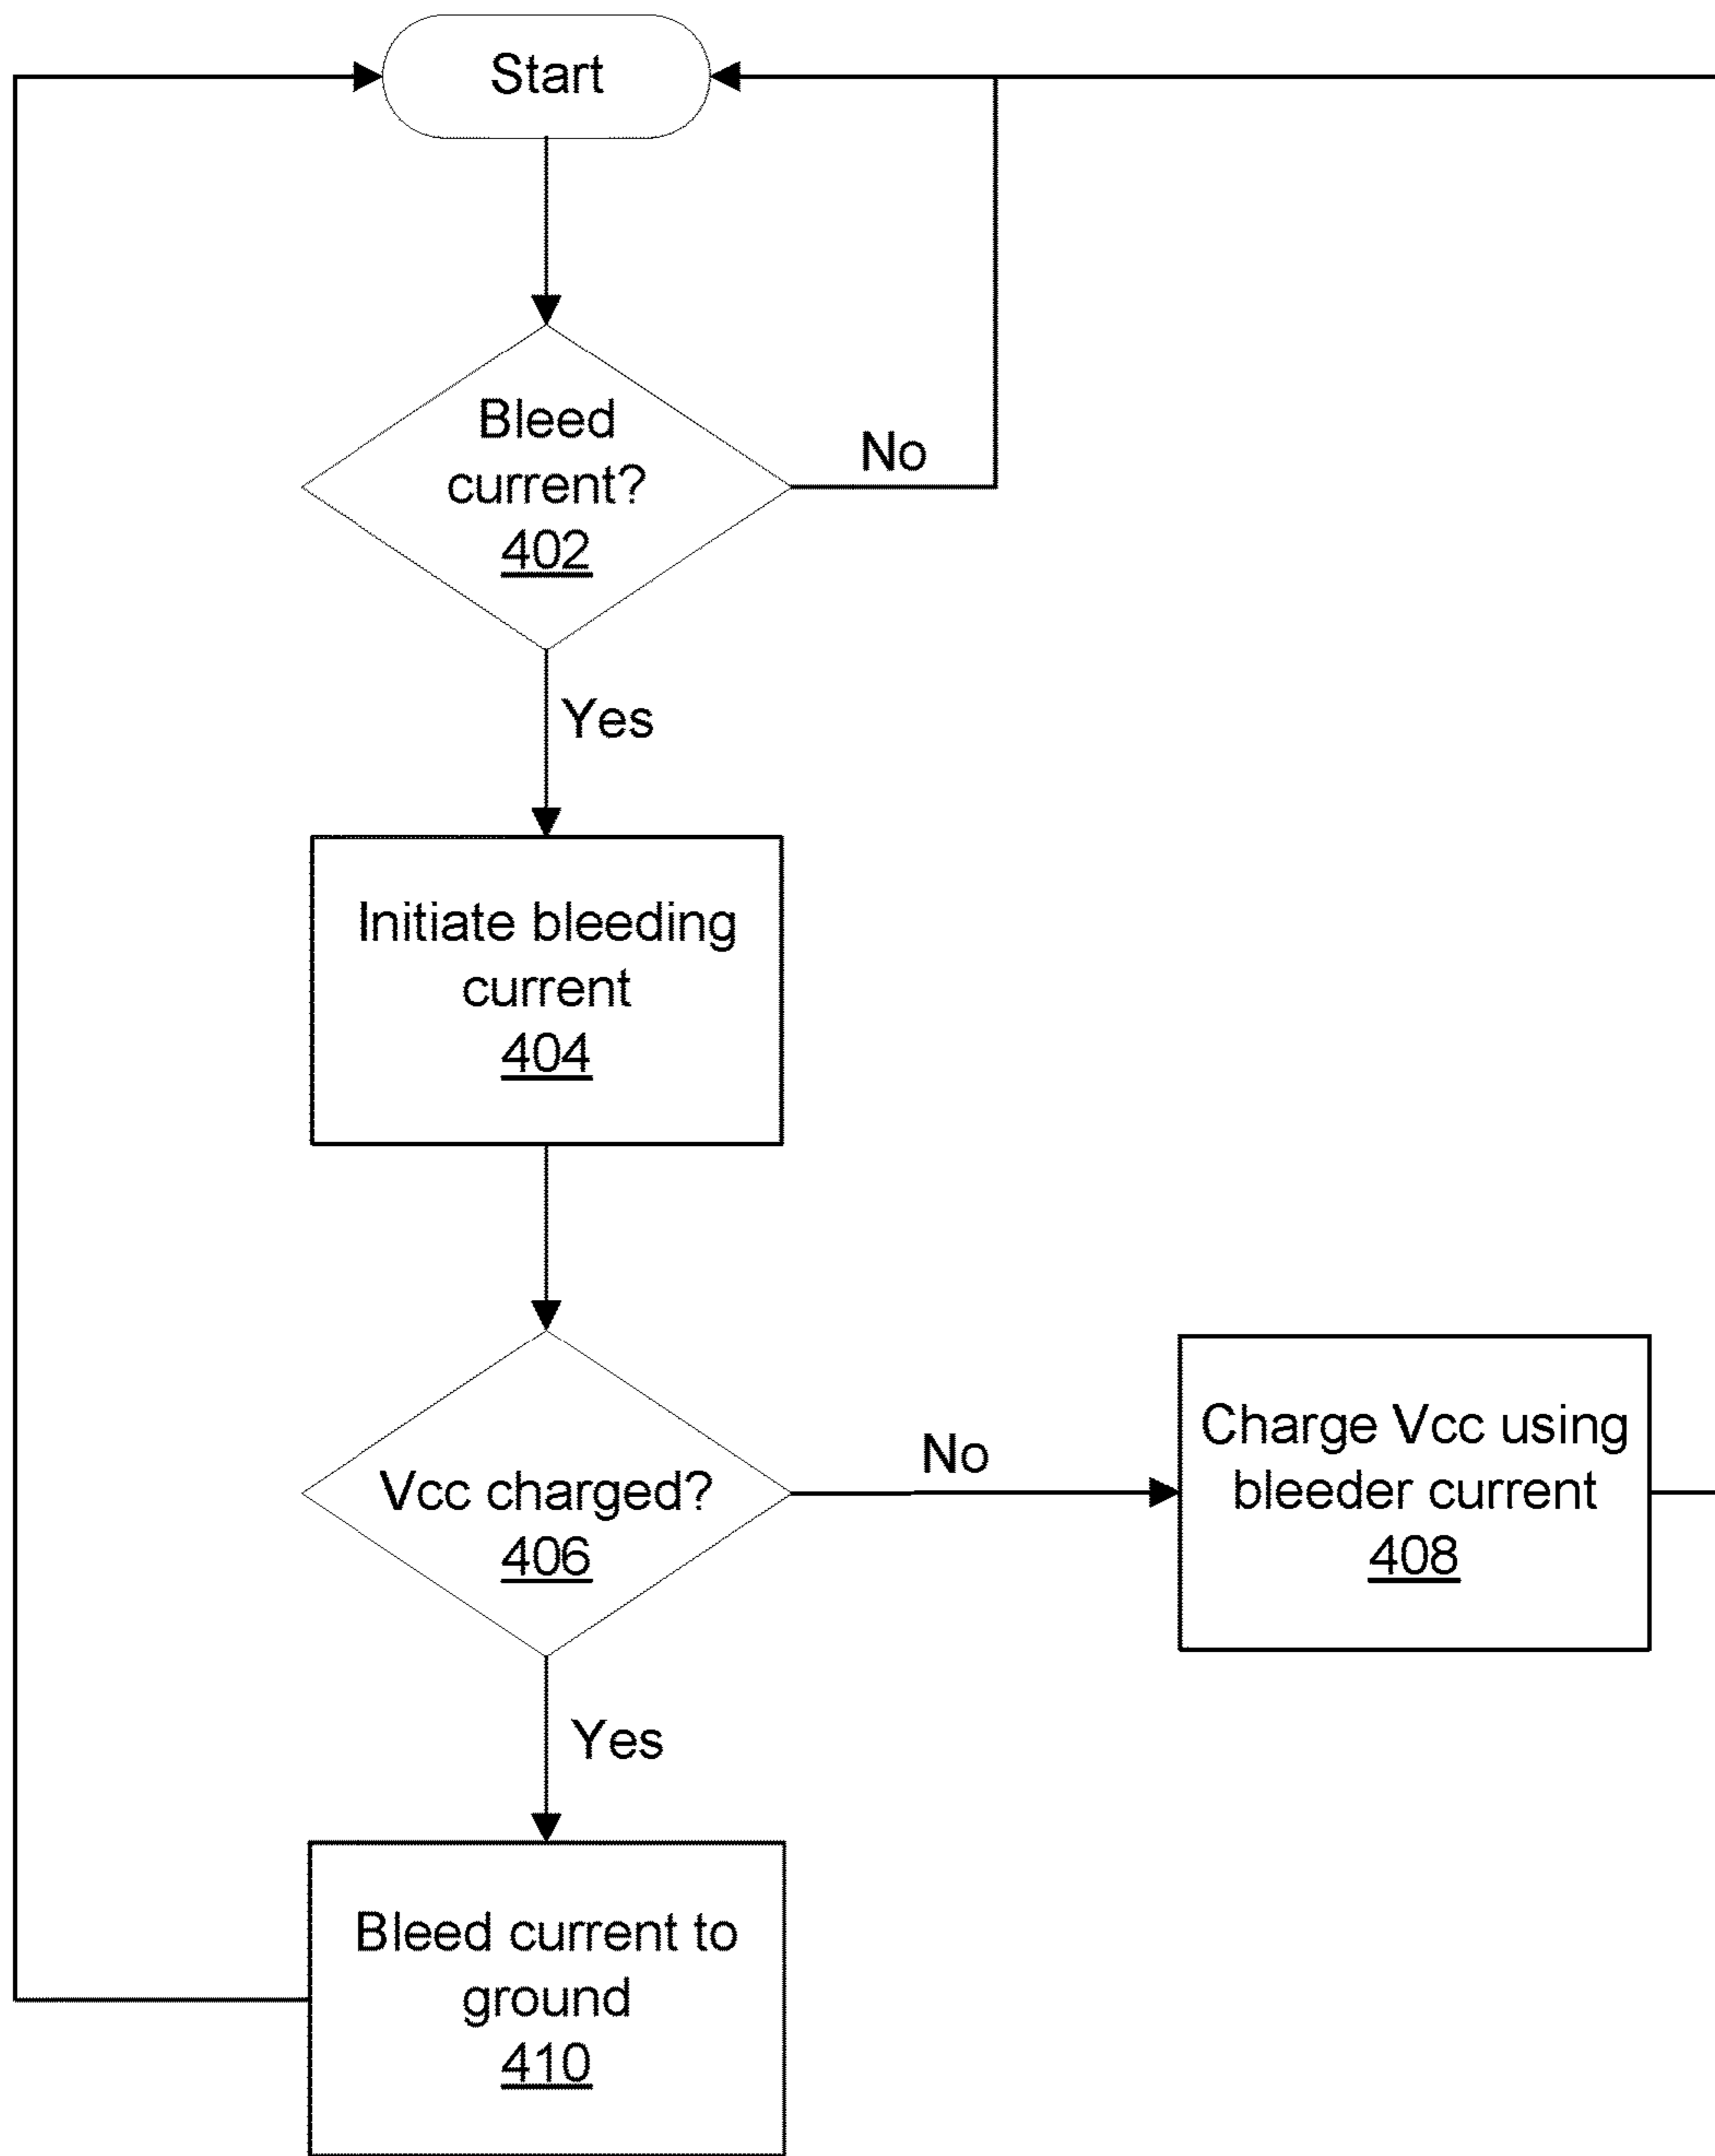 Start
Bleed
current?
402
No
Yes
Initiate bleeding
current
404
Vcc charged?
406
No
Charge Vcc using
bleeder current
408
Yes
Bleed current to
ground
410